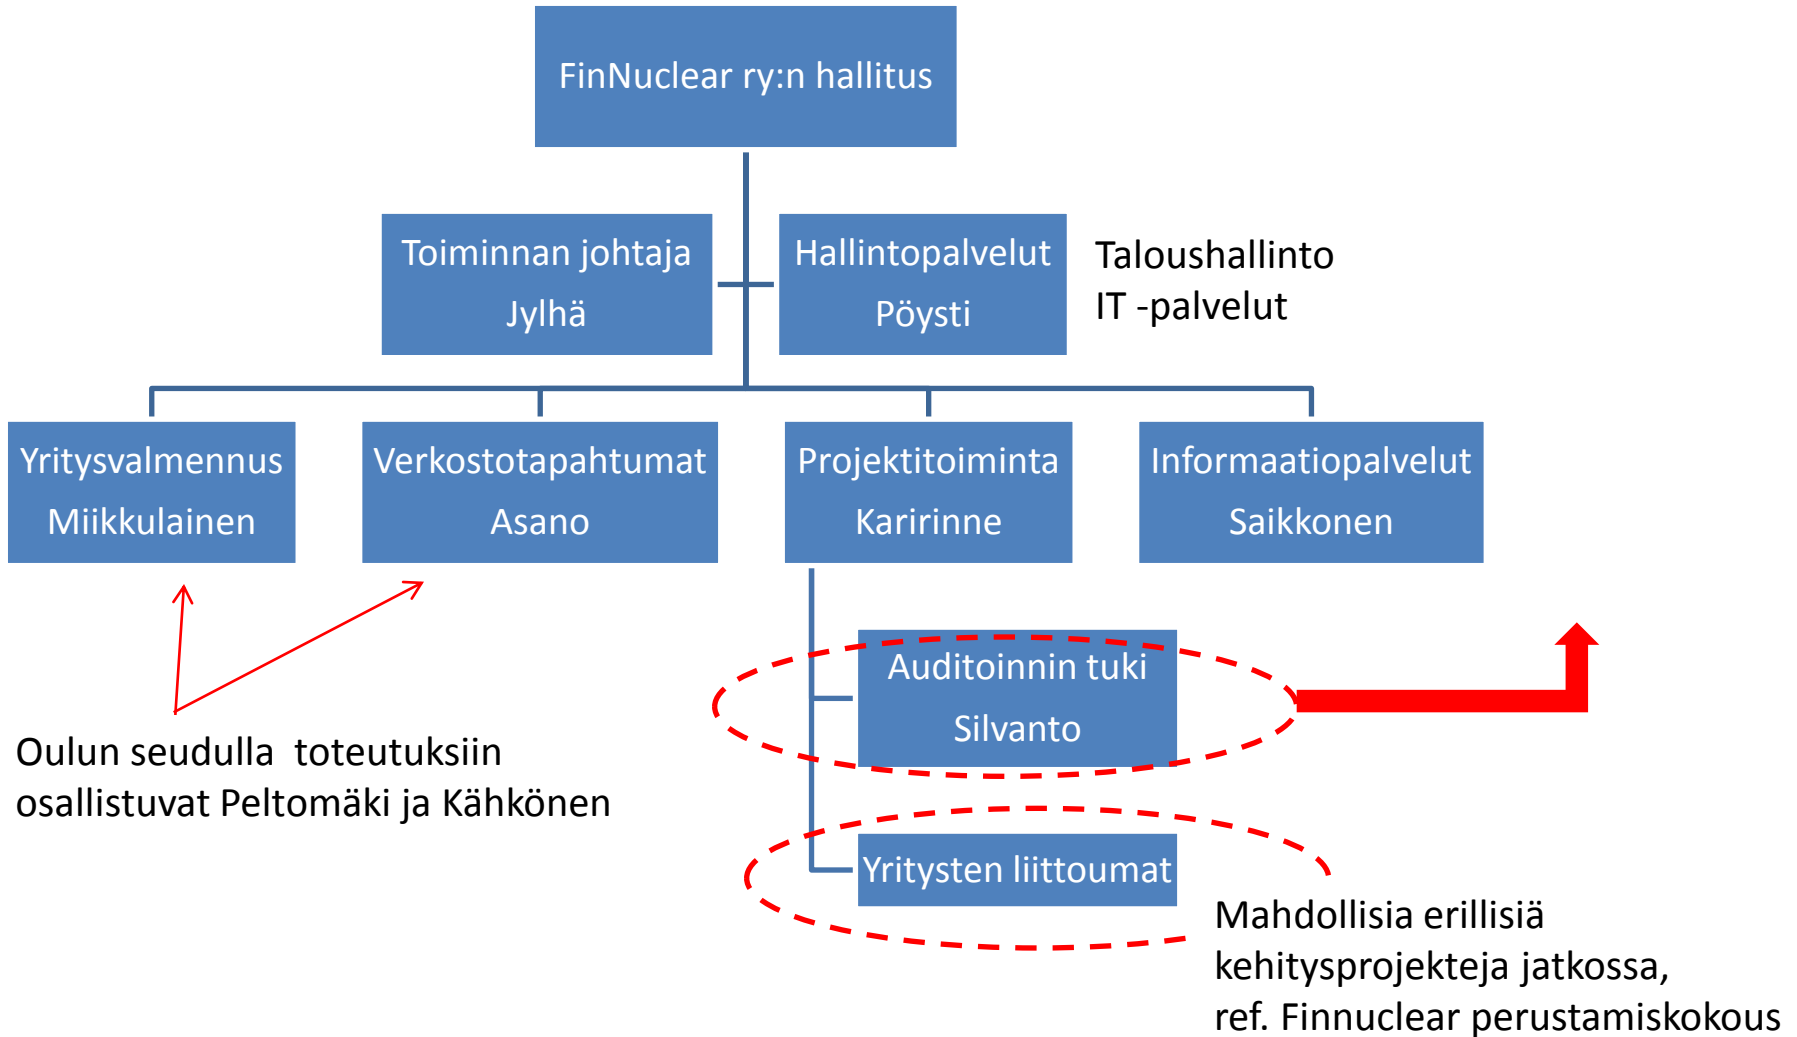 FinNuclear ry:n hallitus
Toiminnan johtaja
Jylhä
Hallintopalvelut
Pöysti
Taloushallinto
IT -palvelut
Yritysvalmennus
Miikkulainen
Verkostotapahtumat
Asano
Projektitoiminta
Karirinne
Informaatiopalvelut
Saikkonen
Auditoinnin tuki
Silvanto
Oulun seudulla toteutuksiin
osallistuvat Peltomäki ja Kähkönen
Yritysten liittoumat
Mahdollisia erillisiä
kehitysprojekteja jatkossa,
ref. Finnuclear perustamiskokous